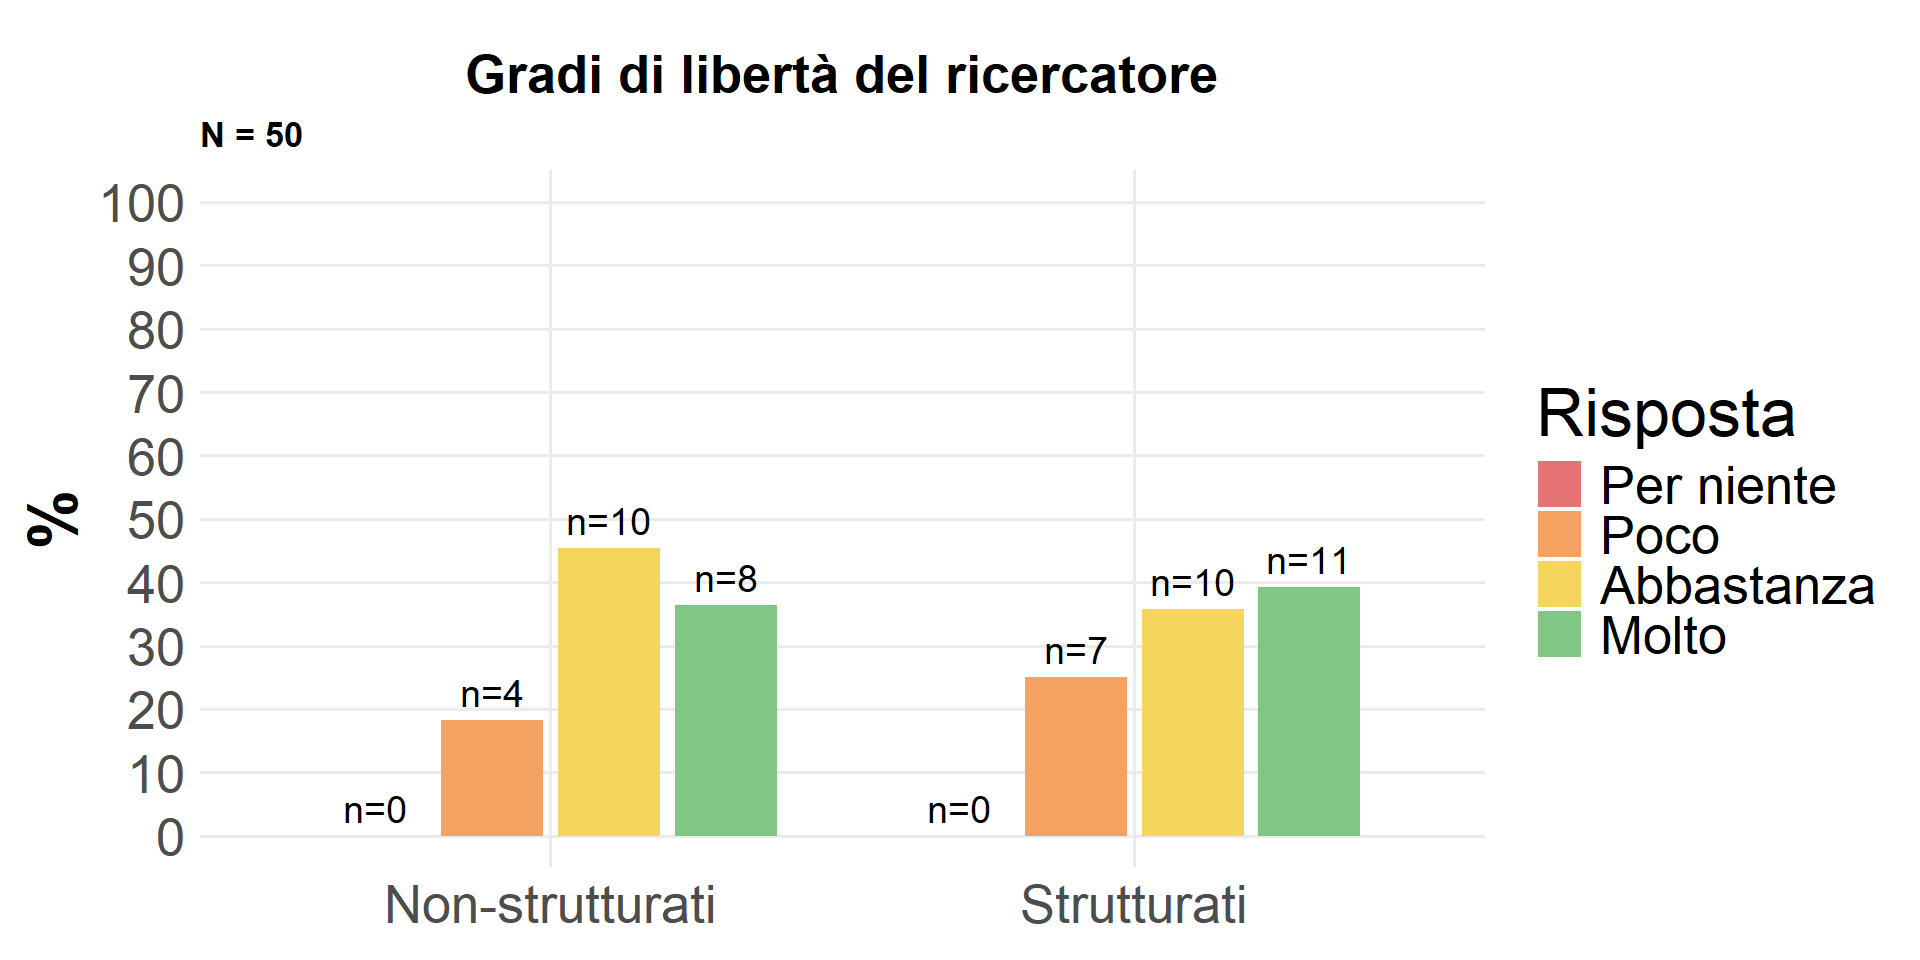 Gradi di libertà del ricercatore
N = 50
100
90
80
70
60
50
40
30
20
10
0
%
n=0
n=4
n=10
n=8
n=0
n=7
n=10
n=11
Non-strutturati
Strutturati
Risposta
Per niente
Poco
Abbastanza
Molto